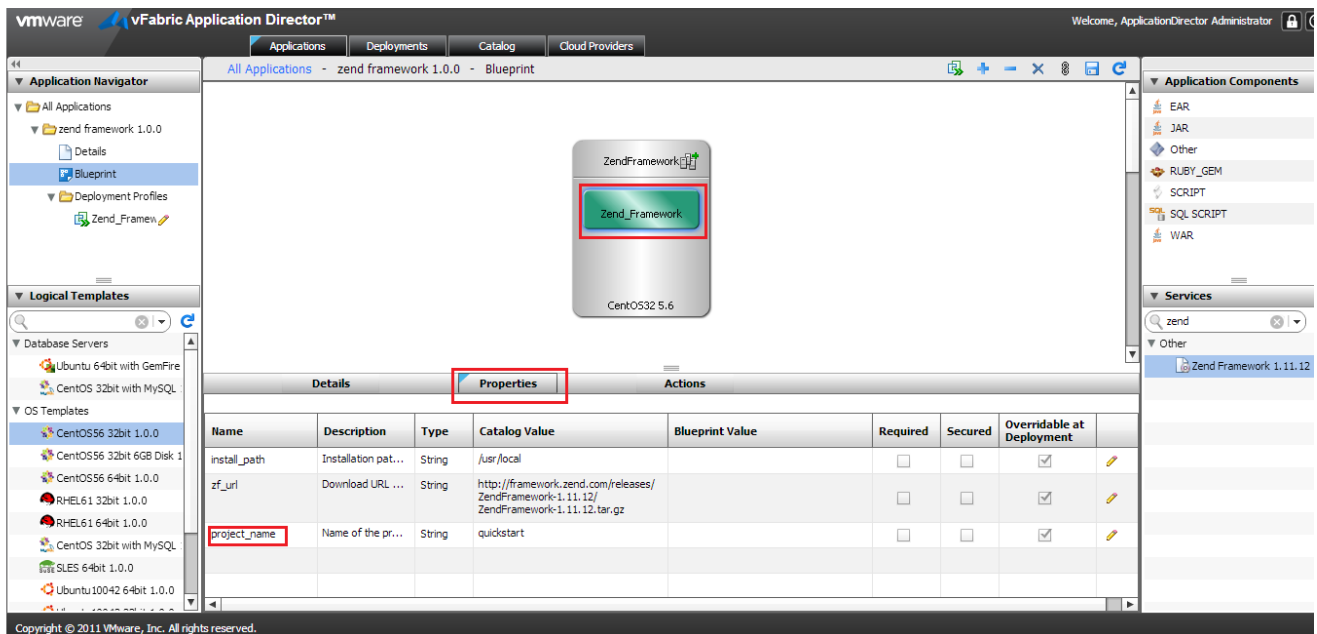 vmware vFabric Application Director™
Welcome, ApplicationDirector Administrator
Applications Deployments Catalog Cloud Providers
Application Navigator
All Applications
zend framework 1.0.0
Details
Blueprint
Deployment Profiles
Zend_Framew
Logical Templates
Database Servers
Ubuntu 64bit with GemFire
CentOS 32bit with MySQL
OS Templates
CentOS56 32bit 1.0.0
CentOS56 32bit 6GB Disk 1
CentOS56 64bit 1.0.0
RHEL61 32bit 1.0.0
RHEL61 64bit 1.0.0
CentOS 32bit with MySQL
SLES 64bit 1.0.0
Ubuntu10042 64bit 1.0.0
All Applications - zend framework 1.0.0 - Blueprint
ZendFramework
Zend_Framework
CentOS32 5.6
Details Properties Actions
Name Description Type Catalog Value Blueprint Value Required Secured Overridable at
Deployment
install_path Installation pat... String /usr/local
zf_url Download URL ... String http://framework.zend.com/releases/
ZendFramework-1.11.12/
ZendFramework-1.11.12.tar.gz
project_name Name of the pr... String quickstart
Application Components
EAR
JAR
Other
RUBY_GEM
SCRIPT
SQL SCRIPT
WAR
Services
zend
Other
Zend Framework 1.11.12
Copyright © 2011 VMware, Inc. All rights reserved.